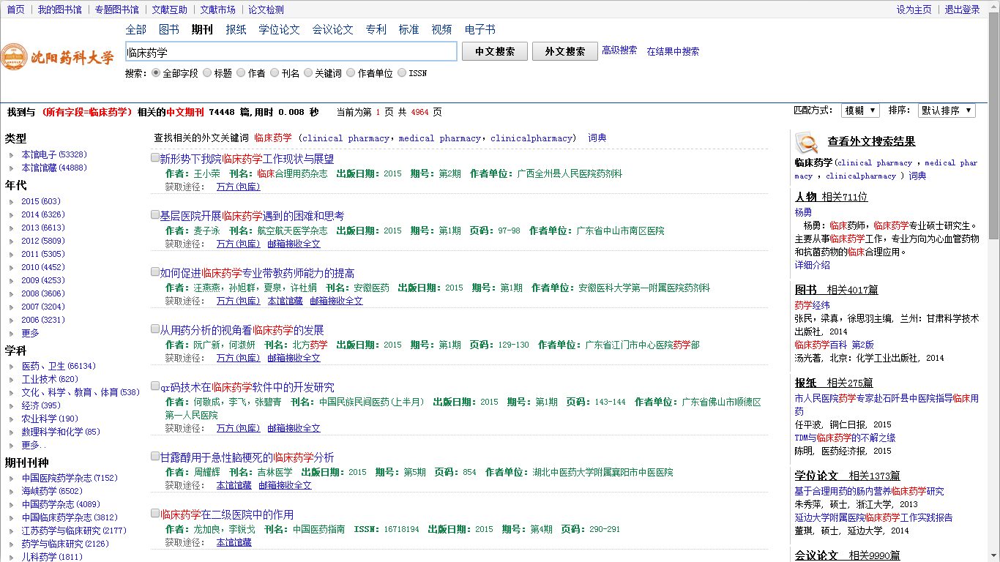 首页 | 我的图书馆 | 专题图书馆 | 文献互助 | 文献市场 | 论文检测
设为主页 | 退出登录
全部 图书 期刊 报纸 学位论文 会议论文 专利 标准 视频 电子书
沈阳药科大学
临床药学 中文搜索 外文搜索 高级搜索 在结果中搜索
搜索： 全部字段 标题 作者 刊名 关键词 作者单位 ISSN
找到与 (所有字段=临床药学) 相关的中文期刊 74448 篇,用时 0.008 秒 当前为第 1 页 共 4964 页
匹配方式： 模糊 排序： 默认排序
类型
本馆电子(53328)
本馆馆藏(44888)
年代
2015(603)
2014(6326)
2013(6613)
2012(5809)
2011(5305)
2010(4452)
2009(4253)
2008(3606)
2007(3204)
2006(3231)
更多
学科
医药、卫生(66134)
工业技术(620)
文化、科学、教育、体育(538)
经济(395)
农业科学(190)
数理科学和化学(85)
更多..
期刊刊种
中国医院药学杂志(7152)
海峡药学(6502)
中国药学杂志(4089)
中国临床药学杂志(3812)
江苏药学与临床研究(2177)
药学与临床研究(2126)
儿科药学(1811)
查找相关的外文关键词 临床药学 (clinical pharmacy，medical pharmacy，clinicalpharmacy) 词典
新形势下我院临床药学工作现状与展望
作者：王小荣 刊名：临床合理用药杂志 出版日期：2015 期号：第2期 作者单位：广西全州县人民医院药剂科
获取途径： 万方(包库)
基层医院开展临床药学遇到的困难和思考
作者：麦子泳 刊名：航空航天医学杂志 出版日期：2015 期号：第1期 页码：97-98 作者单位：广东省中山市南区医院
获取途径： 万方(包库) 邮箱接收全文
如何促进临床药学专业带教药师能力的提高
作者：汪燕燕，孙旭群，夏泉，许杜娟 刊名：安徽医药 出版日期：2015 期号：第1期 作者单位：安徽医科大学第一附属医院药剂科
获取途径： 万方(包库) 本馆馆藏 邮箱接收全文
从用药分析的视角看临床药学的发展
作者：阮广新，何淑妍 刊名：北方药学 出版日期：2015 期号：第1期 页码：129-130 作者单位：广东省江门市中心医院药学部
获取途径： 万方(包库) 邮箱接收全文
qr码技术在临床药学软件中的开发研究
作者：何敬成，李飞，张碧青 刊名：中国民族民间医药(上半月) 出版日期：2015 期号：第1期 页码：143-144 作者单位：广东省佛山市顺德区
第一人民医院
获取途径： 万方(包库) 邮箱接收全文
甘露醇用于急性脑梗死的临床药学分析
作者：周耀辉 刊名：吉林医学 出版日期：2015 期号：第5期 页码：854 作者单位：湖北中医药大学附属襄阳市中医医院
获取途径： 本馆馆藏 邮箱接收全文
临床药学在二级医院中的作用
作者：龙加良，李锐戈 刊名：中国医药指南 ISSN：16718194 出版日期：2015 期号：第4期 页码：290-291
获取途径： 本馆馆藏
查看外文搜索结果
临床药学(clinical pharmacy ，medical phar
macy ，clinicalpharmacy ) 词典
人物 相关711位
杨勇
杨勇：临床药师，临床药学专业硕士研究生。
主要从事临床药学工作，专业方向为心血管药物
和抗菌药物的临床合理应用。
详细介绍
图书 相关4017篇
药学经纬
张民，梁真，徐思羽主编, 兰州：甘肃科学技术
出版社, 2014
临床药学百科 第2版
汤光著, 北京：化学工业出版社, 2014
报纸 相关275篇
市人民医院药学专家赴石阡县中医院指导临床用
药
任平波, 铜仁日报, 2015
TDM与临床药学的不解之缘
陈明, 医药经济报, 2015
学位论文 相关1373篇
基于合理用药的肠内营养临床药学研究
朱秀萍, 硕士, 浙江大学, 2013
延边大学附属医院临床药学工作实践报告
董琪, 硕士, 延边大学, 2014
会议论文 相关9990篇